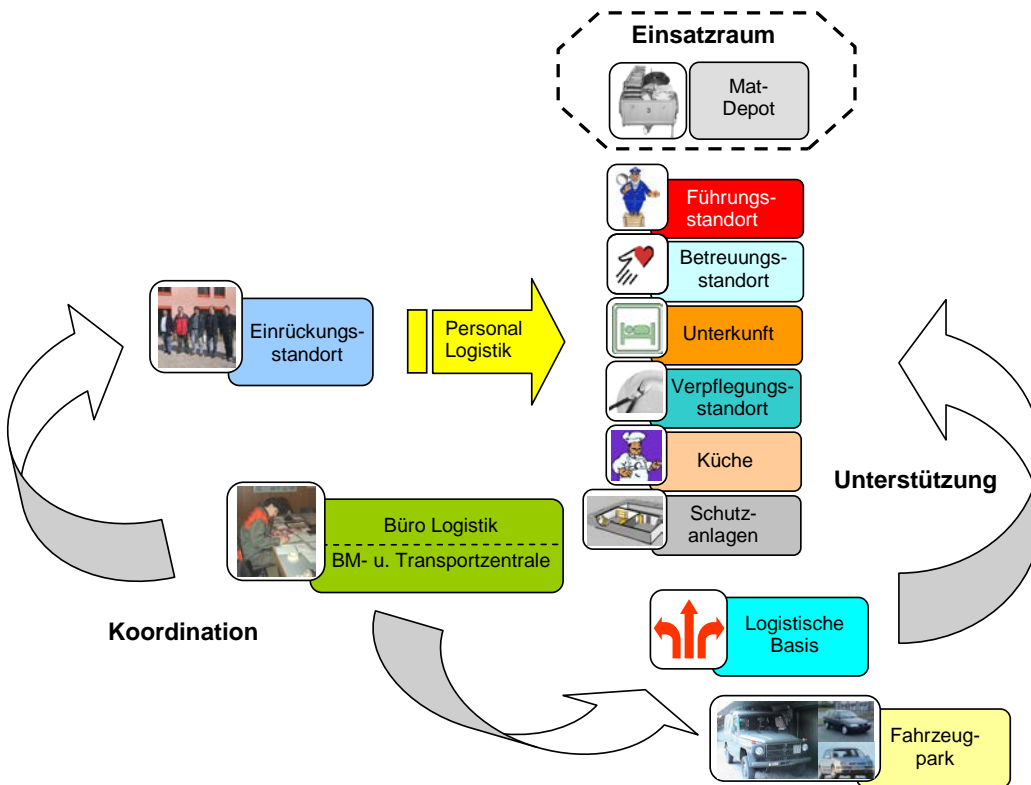 Einsatzraum
Mat-
Depot
Führungs-
standort
Betreuungs-
standort
Einrückungs-
standort
Personal
Logistik
Unterkunft
Verpflegungs-
standort
Küche
Unterstützung
Büro Logistik
BM- u. Transportzentrale
Schutz-
anlagen
Koordination
Logistische
Basis
Fahrzeug-
park